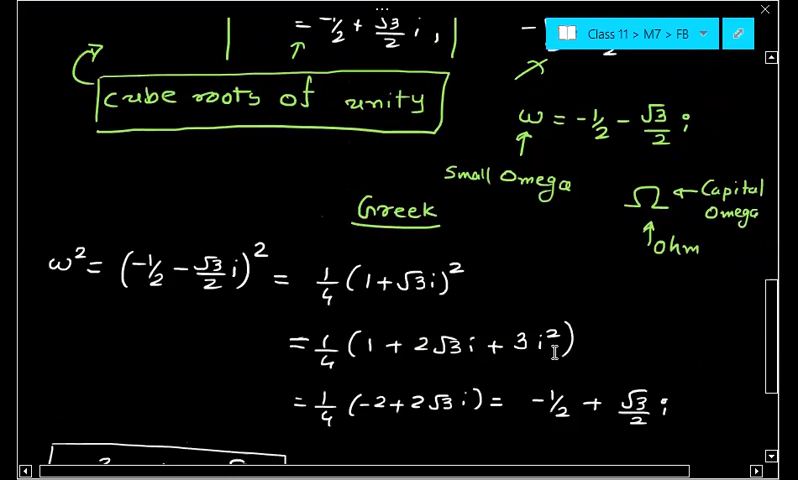 = -1/2 + √3/2 i ,
Class 11 > M7 > FB
Cube roots of unity
ω = -1/2 - √3/2 i
Small Omega
Ω ← Capital Omega
Ohm
Greek
ω² = (-1/2 - √3/2 i)² = 1/4 (1 + √3 i)²
= 1/4 (1 + 2√3 i + 3 i²)
= 1/4 (-2 + 2√3 i) = -1/2 + √3/2 i